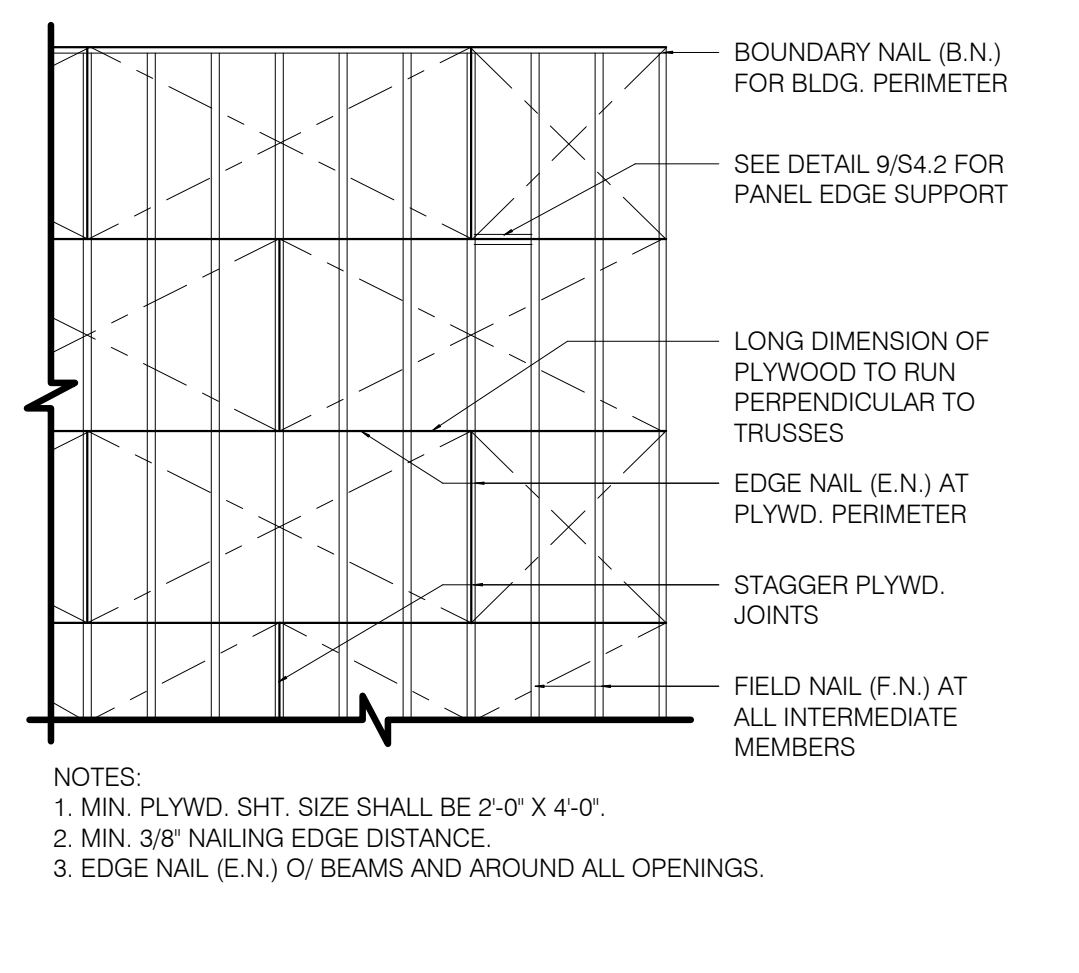 BOUNDARY NAIL (B.N.)
FOR BLDG. PERIMETER
SEE DETAIL 9/S4.2 FOR
PANEL EDGE SUPPORT
LONG DIMENSION OF
PLYWOOD TO RUN
PERPENDICULAR TO
TRUSSES
EDGE NAIL (E.N.) AT
PLYWD. PERIMETER
STAGGER PLYWD.
JOINTS
FIELD NAIL (F.N.) AT
ALL INTERMEDIATE
MEMBERS
NOTES:
1. MIN. PLYWD. SHT. SIZE SHALL BE 2'-0" X 4'-0".
2. MIN. 3/8" NAILING EDGE DISTANCE.
3. EDGE NAIL (E.N.) O/ BEAMS AND AROUND ALL OPENINGS.